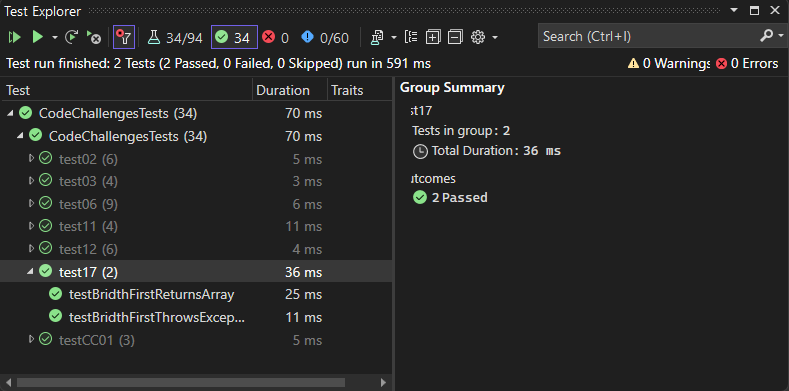 Test Explorer
34/94 34 0 0/60 Search (Ctrl+I)
Test run finished: 2 Tests (2 Passed, 0 Failed, 0 Skipped) run in 591 ms 0 Warnings 0 Errors
Test Duration Traits
CodeChallengesTests (34) 70 ms
CodeChallengesTests (34) 70 ms
test02 (6) 5 ms
test03 (4) 3 ms
test06 (9) 6 ms
test11 (4) 11 ms
test12 (6) 4 ms
test17 (2) 36 ms
testBridthFirstReturnsArray 25 ms
testBridthFirstThrowsExcep... 11 ms
testCC01 (3) 5 ms
Group Summary
st17
Tests in group: 2
Total Duration: 36 ms
utcomes
2 Passed